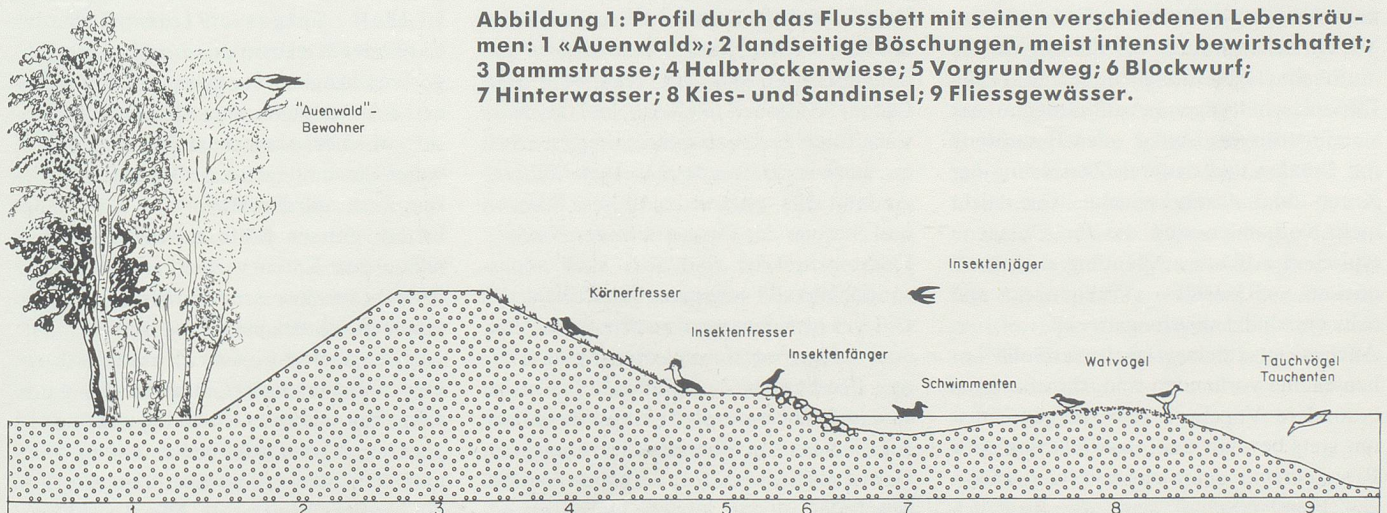 Abbildung 1: Profil durch das Flussbett mit seinen verschiedenen Lebensräu-
men: 1 «Auenwald»; 2 landseitige Böschungen, meist intensiv bewirtschaftet;
3 Dammstrasse; 4 Halbtrockenwiese; 5 Vorgrundweg; 6 Blockwurf;
7 Hinterwasser; 8 Kies- und Sandinsel; 9 Fliessgewässer.
"Auenwald"-
Bewohner
Insektenjäger
Körnerfresser
Insektenfresser
Insektenfänger
Schwimmenten
Watvögel
Tauchvögel
Tauchenten
1 2 3 4 5 6 7 8 9